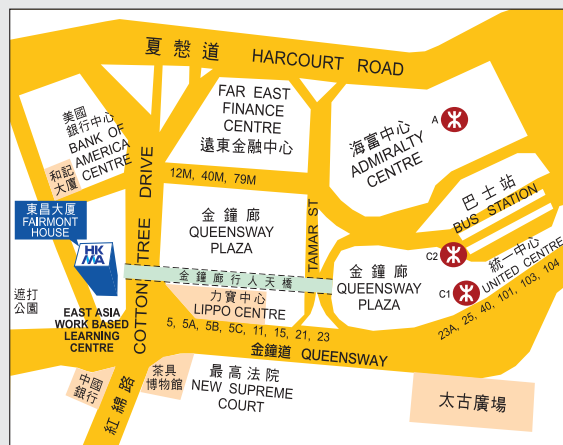 夏慤道 HARCOURT ROAD
美國
銀行中心
BANK OF
AMERICA
CENTRE
和記
大廈
FAR EAST
FINANCE
CENTRE
遠東金融中心
海富中心
ADMIRALTY
CENTRE
A
12M, 40M, 79M
巴士站
BUS STATION
東昌大廈
FAIRMONT
HOUSE
HK
MA
COTTON TREE DRIVE
金鐘廊
QUEENSWAY
PLAZA
TAMAR ST
金鐘廊
QUEENSWAY
PLAZA
C2
C1
統一中心
UNITED CENTRE
23A, 25, 40, 101, 103, 104
金鐘廊行人天橋
遮打
公園
EAST ASIA
WORK BASED
LEARNING
CENTRE
力寶中心
LIPPO CENTRE
5, 5A, 5B, 5C, 11, 15, 21, 23
金鐘道 QUEENSWAY
中國
銀行
紅綿路
茶具
博物館
最高法院
NEW SUPREME
COURT
太古廣場